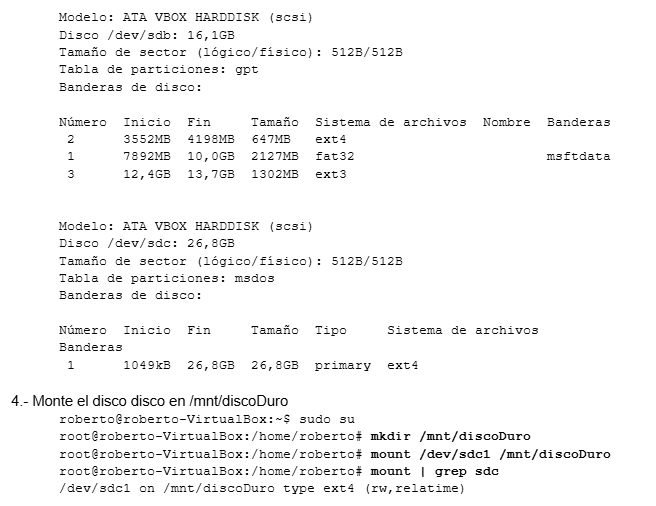 Modelo: ATA VBOX HARDDISK (scsi)
Disco /dev/sdb: 16,1GB
Tamaño de sector (lógico/físico): 512B/512B
Tabla de particiones: gpt
Banderas de disco:
Número Inicio Fin Tamaño Sistema de archivos Nombre Banderas
2 3552MB 4198MB 647MB ext4
1 7892MB 10,0GB 2127MB fat32 msftdata
3 12,4GB 13,7GB 1302MB ext3
Modelo: ATA VBOX HARDDISK (scsi)
Disco /dev/sdc: 26,8GB
Tamaño de sector (lógico/físico): 512B/512B
Tabla de particiones: msdos
Banderas de disco:
Número Inicio Fin Tamaño Tipo Sistema de archivos
Banderas
1 1049kB 26,8GB 26,8GB primary ext4
4.- Monte el disco disco en /mnt/discoDuro
roberto@roberto-VirtualBox:~$ sudo su
root@roberto-VirtualBox:/home/roberto# mkdir /mnt/discoDuro
root@roberto-VirtualBox:/home/roberto# mount /dev/sdc1 /mnt/discoDuro
root@roberto-VirtualBox:/home/roberto# mount | grep sdc
/dev/sdc1 on /mnt/discoDuro type ext4 (rw,relatime)